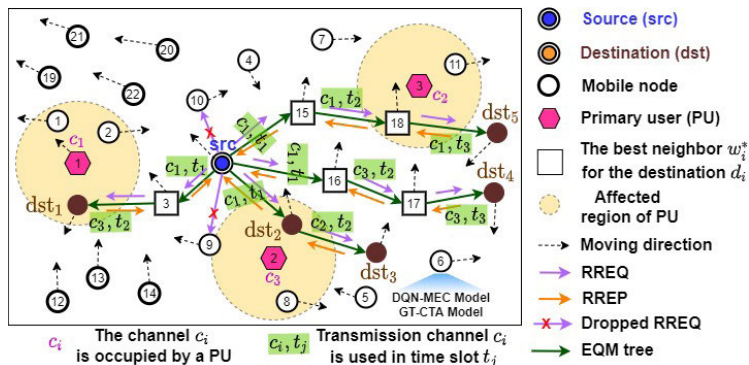 21
20
19
22
7
4
11
3
c₂
10
15
c₁, t₂
18
dst₅
c₁, t₃
1
2
c₁
1
src
c₁, t₁
c₁, t₁
c₁, t
16
c₃, t₂
dst₄
17
c₃, t₃
3
dst₁
c₃, t₂
c₁, t₁
9
dst₂
c₂, t₂
2
c₃
dst₃
6
DQN-MEC Model
GT-CTA Model
12
13
14
8
5
Source (src)
Destination (dst)
Mobile node
Primary user (PU)
The best neighbor wᵢ*
for the destination dᵢ
Affected
region of PU
Moving direction
RREQ
RREP
Dropped RREQ
EQM tree
cᵢ The channel cᵢ
is occupied by a PU
cᵢ, tⱼ Transmission channel cᵢ
is used in time slot tⱼ